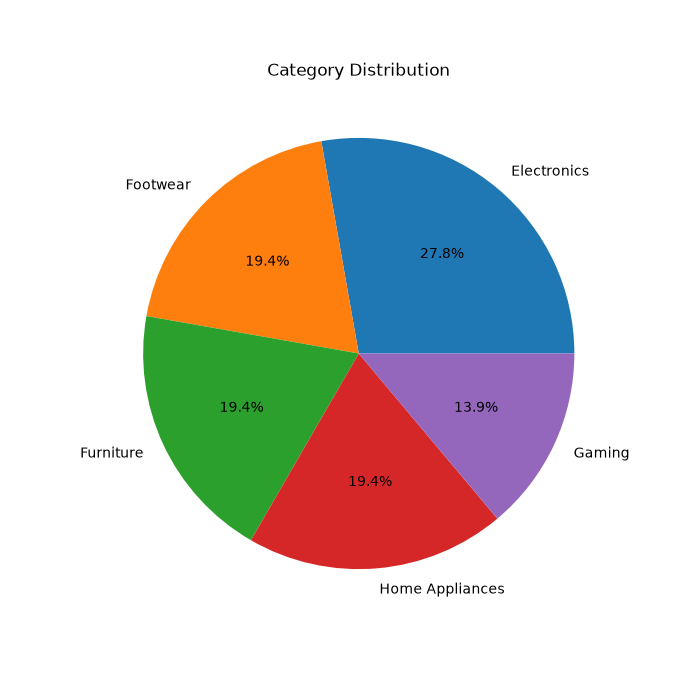 Category Distribution
Electronics
Footwear
27.8%
19.4%
19.4%
13.9%
Furniture
Gaming
19.4%
Home Appliances